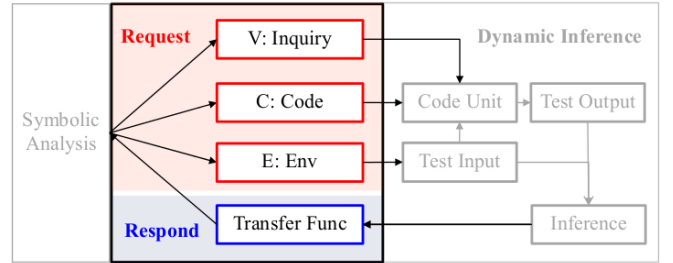 Request
V: Inquiry
Dynamic Inference
Symbolic
Analysis
C: Code
Code Unit
Test Output
E: Env
Test Input
Respond
Transfer Func
Inference